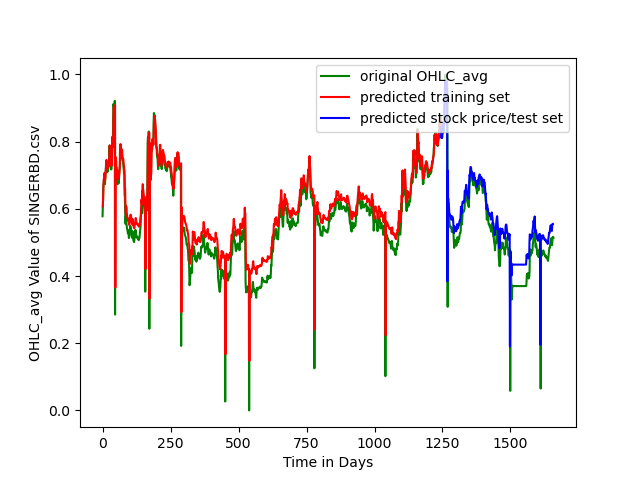 original OHLC_avg
predicted training set
predicted stock price/test set
OHLC_avg Value of SINGERBD.csv
1.0
0.8
0.6
0.4
0.2
0.0
0 250 500 750 1000 1250 1500
Time in Days